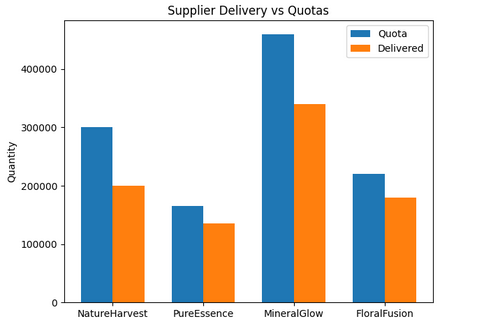 Supplier Delivery vs Quotas
Quota
Delivered
Quantity
400000
300000
200000
100000
0
NatureHarvest PureEssence MineralGlow FloralFusion